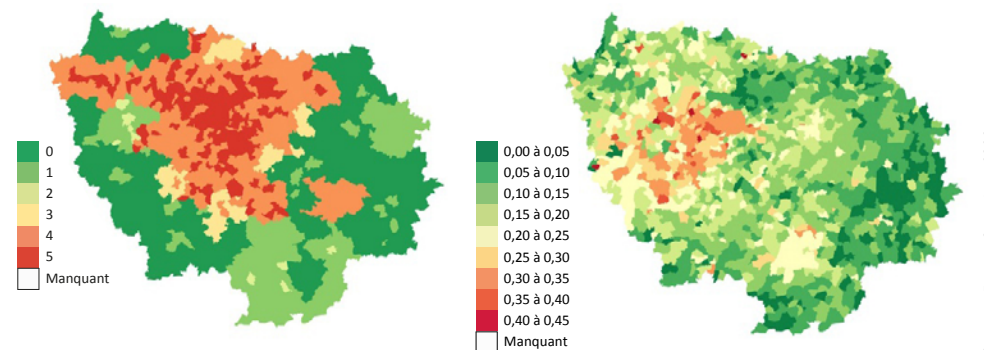 0
1
2
3
4
5
Manquant
0,00 à 0,05
0,05 à 0,10
0,10 à 0,15
0,15 à 0,20
0,20 à 0,25
0,25 à 0,30
0,30 à 0,35
0,35 à 0,40
0,40 à 0,45
Manquant